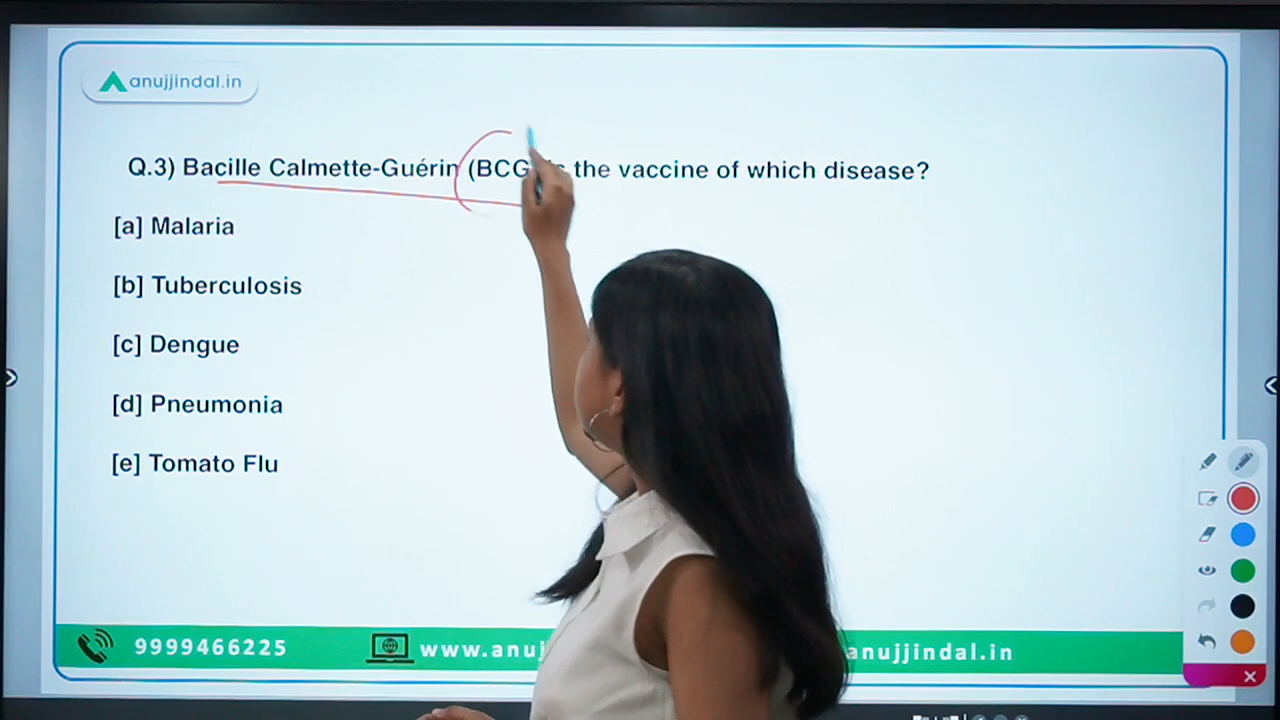 anujjindal.in
Q.3) Bacille Calmette-Guérin (BCG) is the vaccine of which disease?
[a] Malaria
[b] Tuberculosis
[c] Dengue
[d] Pneumonia
[e] Tomato Flu
9999466225 www.anuj anujjindal.in